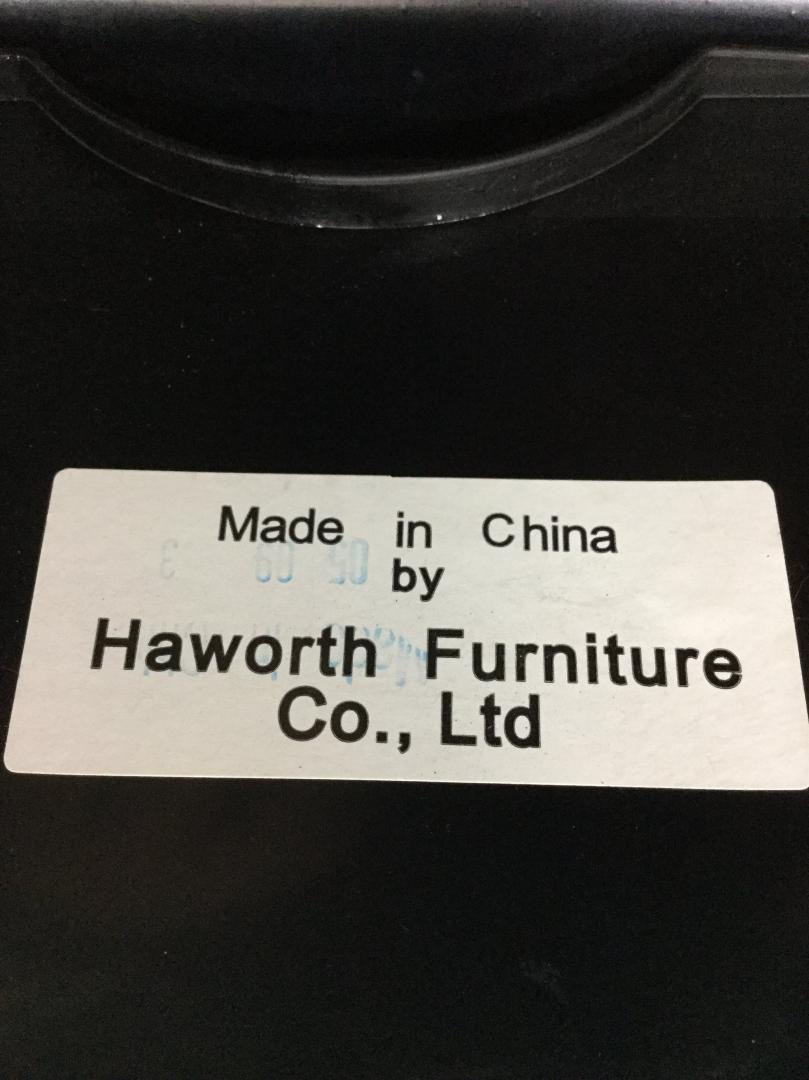 Made in China
by
Haworth Furniture
Co., Ltd